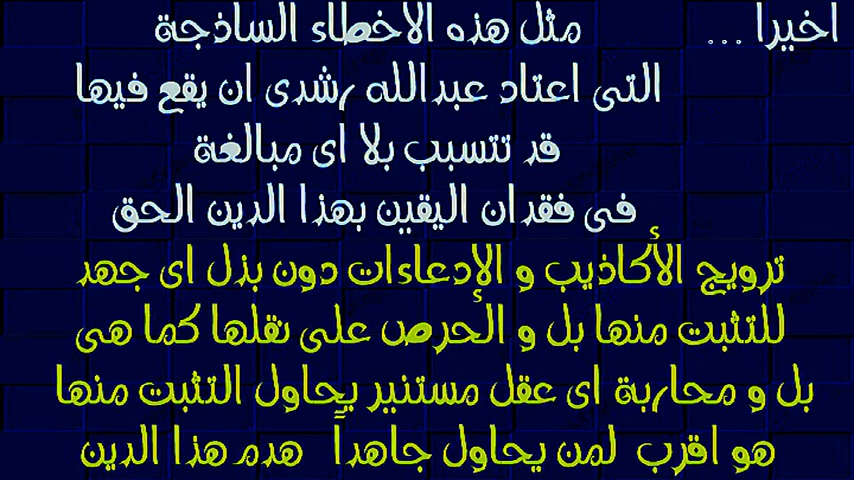 اخيرا ... مثل هذه الاخطاء الساذجة
التى اعتاد عبدالله رشدى ان يقع فيها
قد تتسبب بلا اى مبالغة
فى فقدان اليقين بهذا الدين الحق
ترويج الأكاذيب و الإدعاءات دون بذل اى جهد
للتثبت منها بل و الحرص على نقلها كما هى
بل و محاربة اى عقل مستنير يحاول التثبت منها
هو اقرب لمن يحاول جاهداً هدم هذا الدين